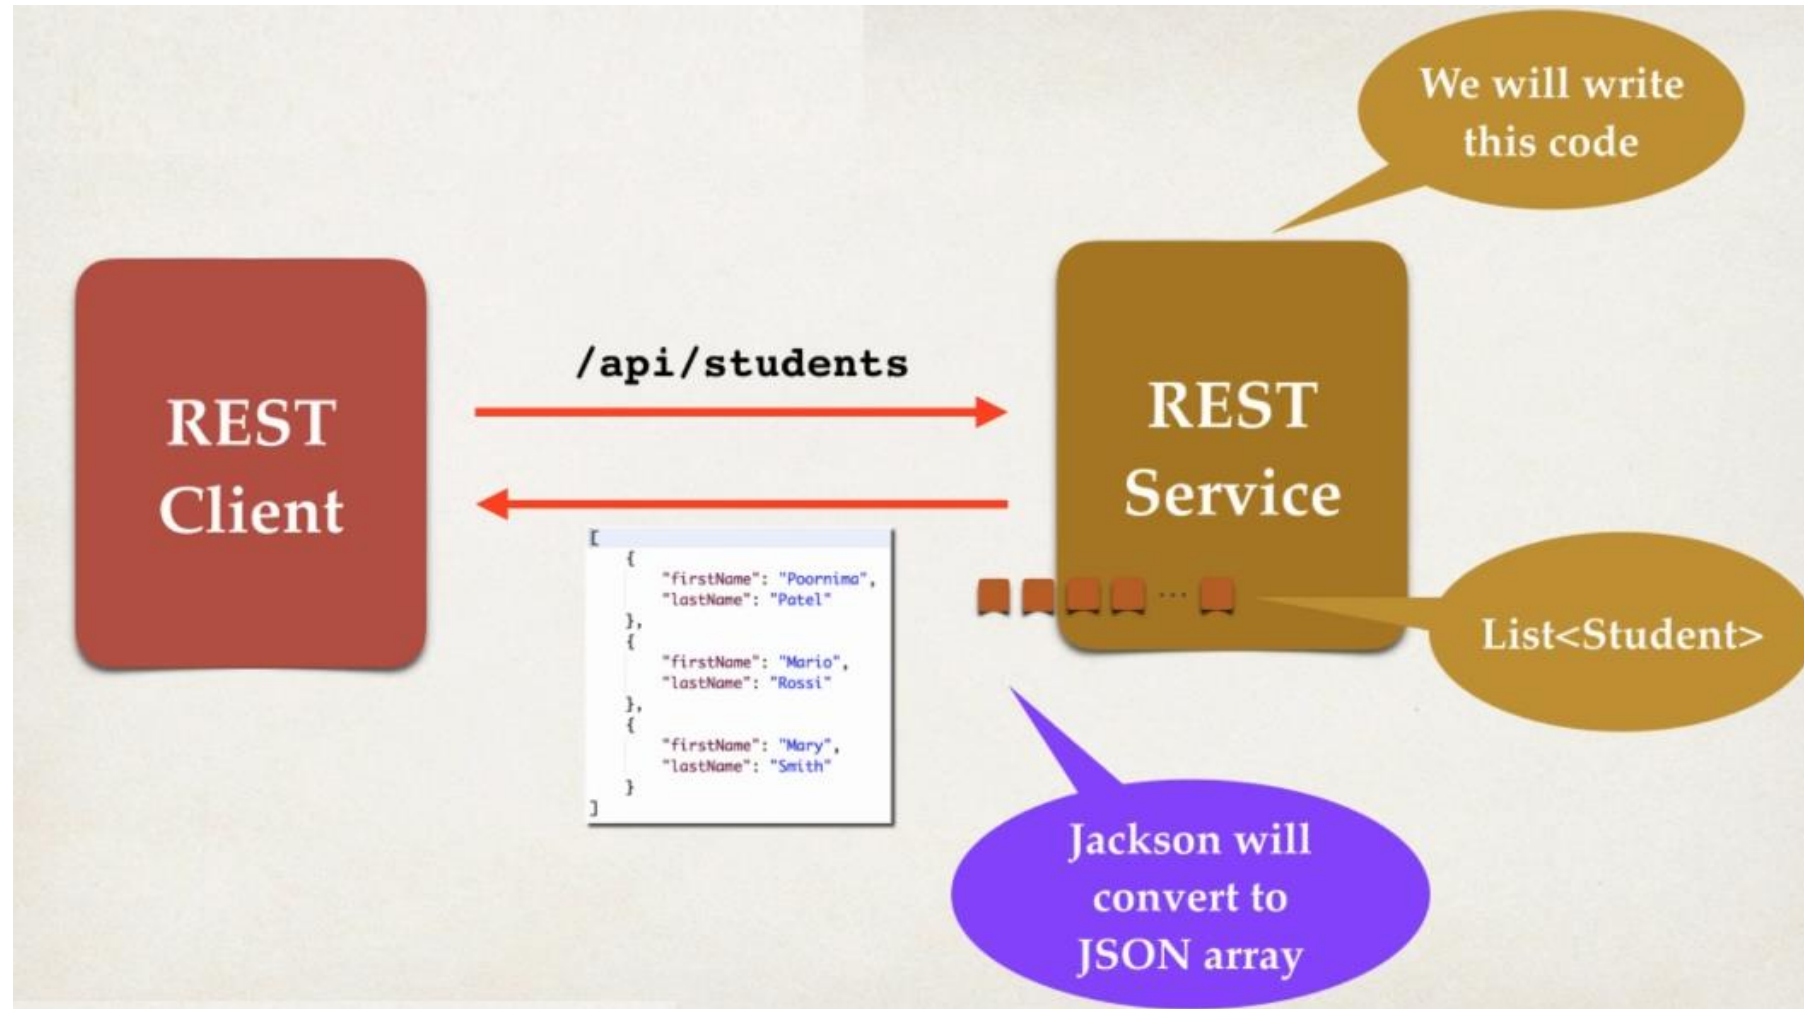 We will write
this code
REST
Client
/api/students
REST
Service
[
{
"firstName": "Poornima",
"lastName": "Patel"
},
{
"firstName": "Mario",
"lastName": "Rossi"
},
{
"firstName": "Mary",
"lastName": "Smith"
}
]
...
List<Student>
Jackson will
convert to
JSON array